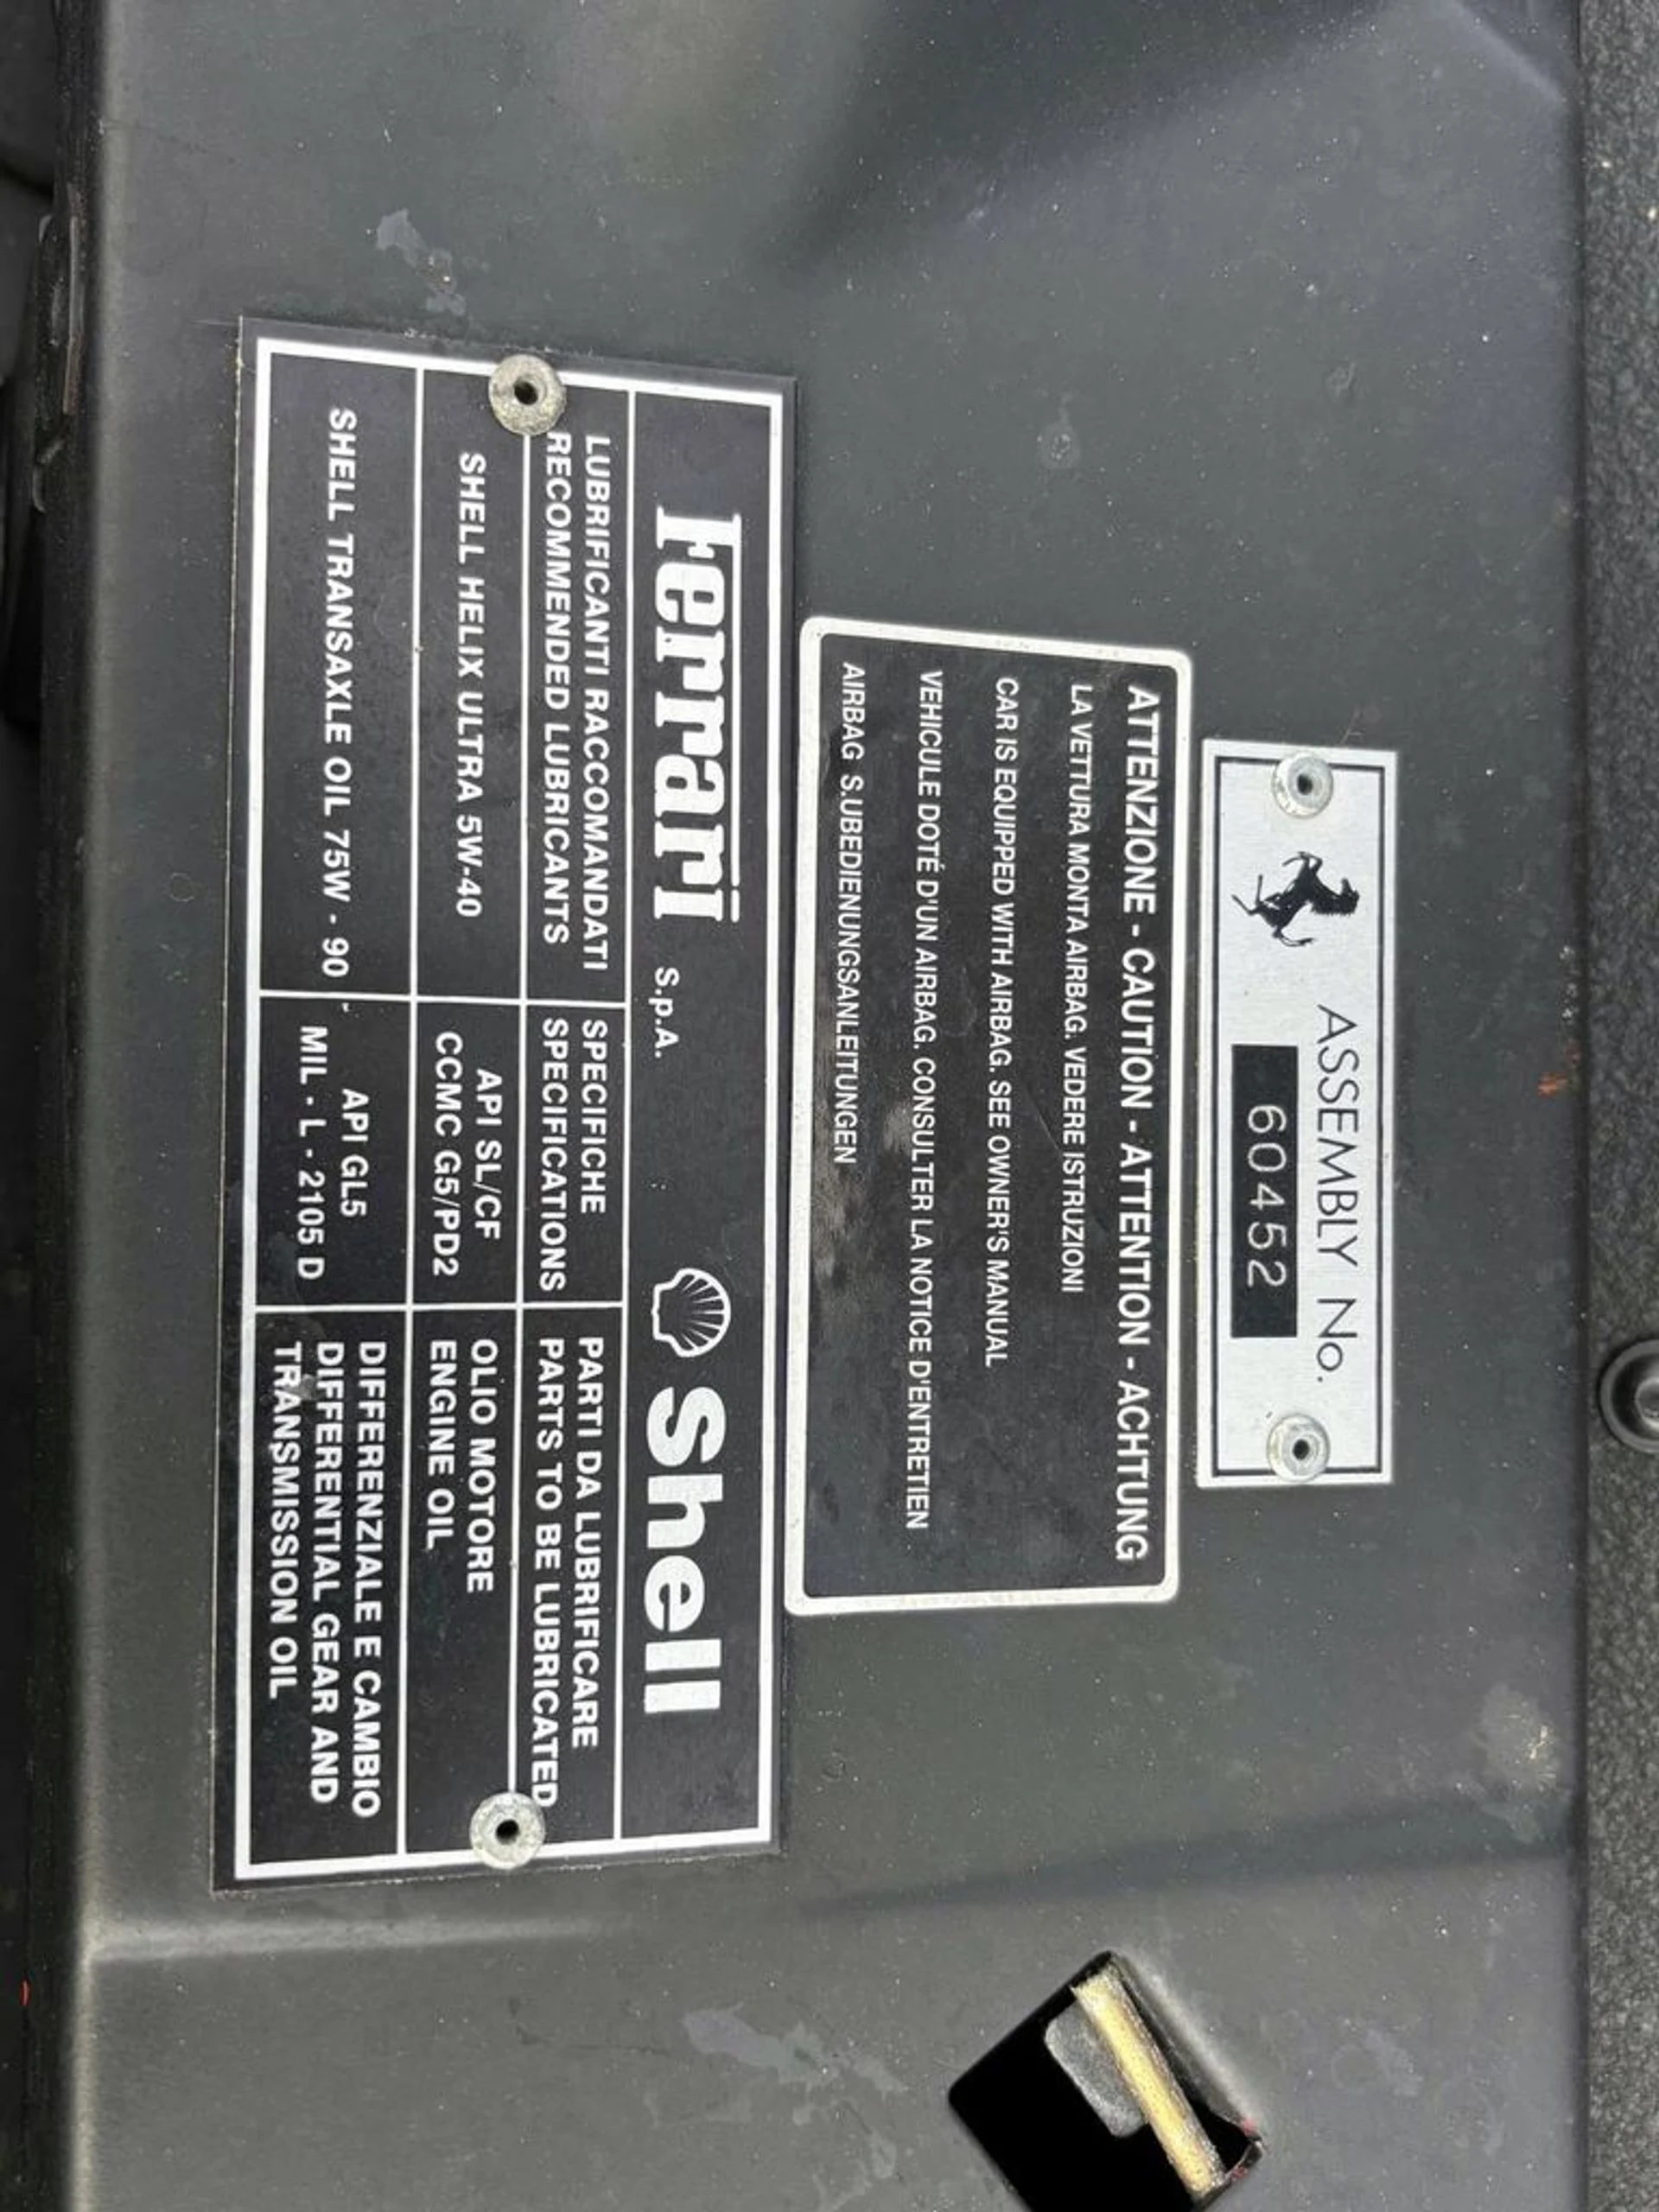 ASSEMBLY No.
60452
ATTENZIONE - CAUTION - ATTENTION - ACHTUNG
LA VETTURA MONTA AIRBAG. VEDERE ISTRUZIONI
CAR IS EQUIPPED WITH AIRBAG. SEE OWNER'S MANUAL
VEHICULE DOTÉ D'UN AIRBAG. CONSULTER LA NOTICE D'ENTRETIEN
AIRBAG S.UBEDIENUNGSANLEITUNGEN
Ferrari S.p.A. Shell
LUBRIFICANTI RACCOMANDATI
RECOMMENDED LUBRICANTS
SPECIFICHE
SPECIFICATIONS
PARTI DA LUBRIFICARE
PARTS TO BE LUBRICATED
SHELL HELIX ULTRA 5W-40
API SL/CF
CCMC G5/PD2
OLIO MOTORE
ENGINE OIL
SHELL TRANSAXLE OIL 75W - 90
API GL5
MIL - L - 2105 D
DIFFERENZIALE E CAMBIO
DIFFERENTIAL GEAR AND
TRANSMISSION OIL